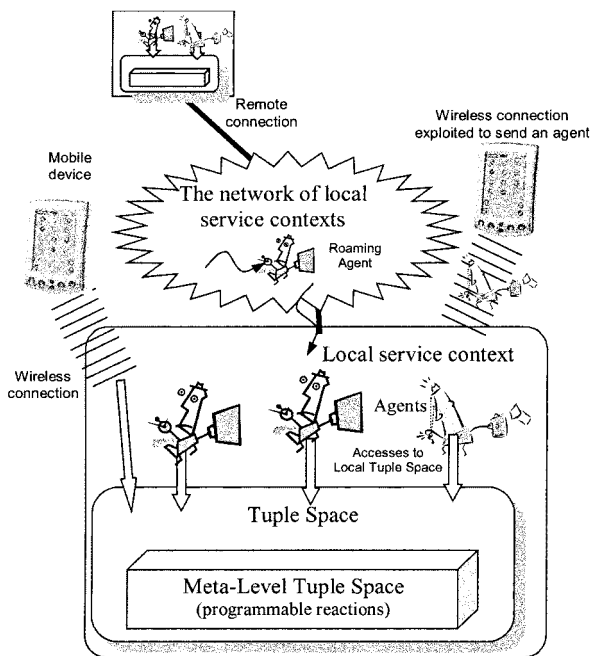 Remote
connection
Wireless connection
exploited to send an agent
Mobile
device
The network of local
service contexts
Roaming
Agent
Local service context
Wireless
connection
Agents
Accesses to
Local Tuple Space
Tuple Space
Meta-Level Tuple Space
(programmable reactions)